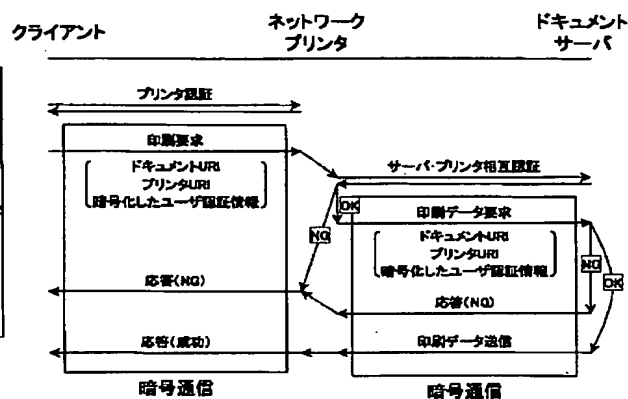 クライアント
ネットワーク
プリンタ
ドキュメント
サーバ
プリンタ認証
印刷要求
ドキュメントURI
プリンタURI
暗号化したユーザ認証情報
サーバ・プリンタ相互認証
OK
NG
印刷データ要求
ドキュメントURI
プリンタURI
暗号化したユーザ認証情報
NG
OK
応答(NG)
応答(NG)
応答(成功)
印刷データ送信
暗号通信
暗号通信